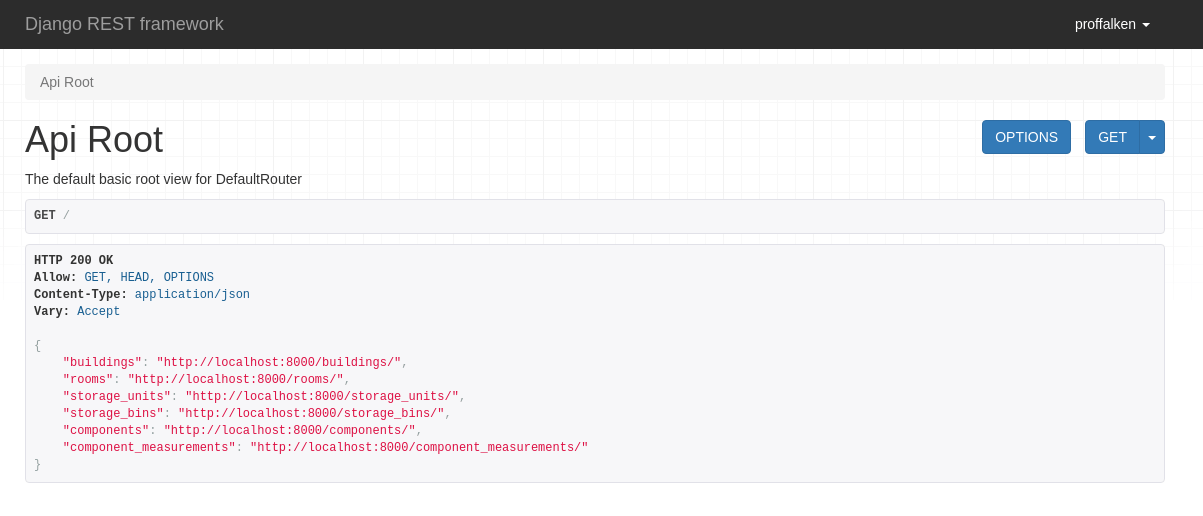 Django REST framework
proffalken
Api Root
Api Root
OPTIONS
GET
The default basic root view for DefaultRouter
GET /
HTTP 200 OK
Allow: GET, HEAD, OPTIONS
Content-Type: application/json
Vary: Accept
{
    "buildings": "http://localhost:8000/buildings/",
    "rooms": "http://localhost:8000/rooms/",
    "storage_units": "http://localhost:8000/storage_units/",
    "storage_bins": "http://localhost:8000/storage_bins/",
    "components": "http://localhost:8000/components/",
    "component_measurements": "http://localhost:8000/component_measurements/"
}